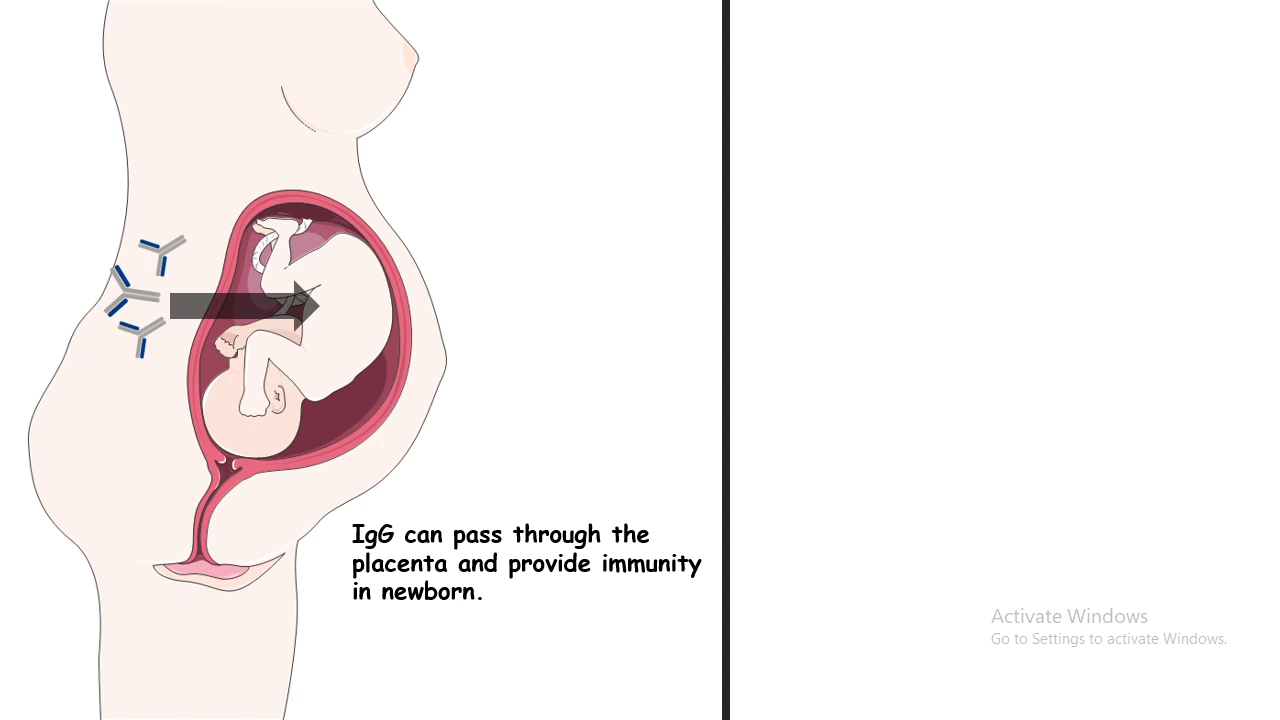 IgG can pass through the
placenta and provide immunity
in newborn.
Activate Windows
Go to Settings to activate Windows.